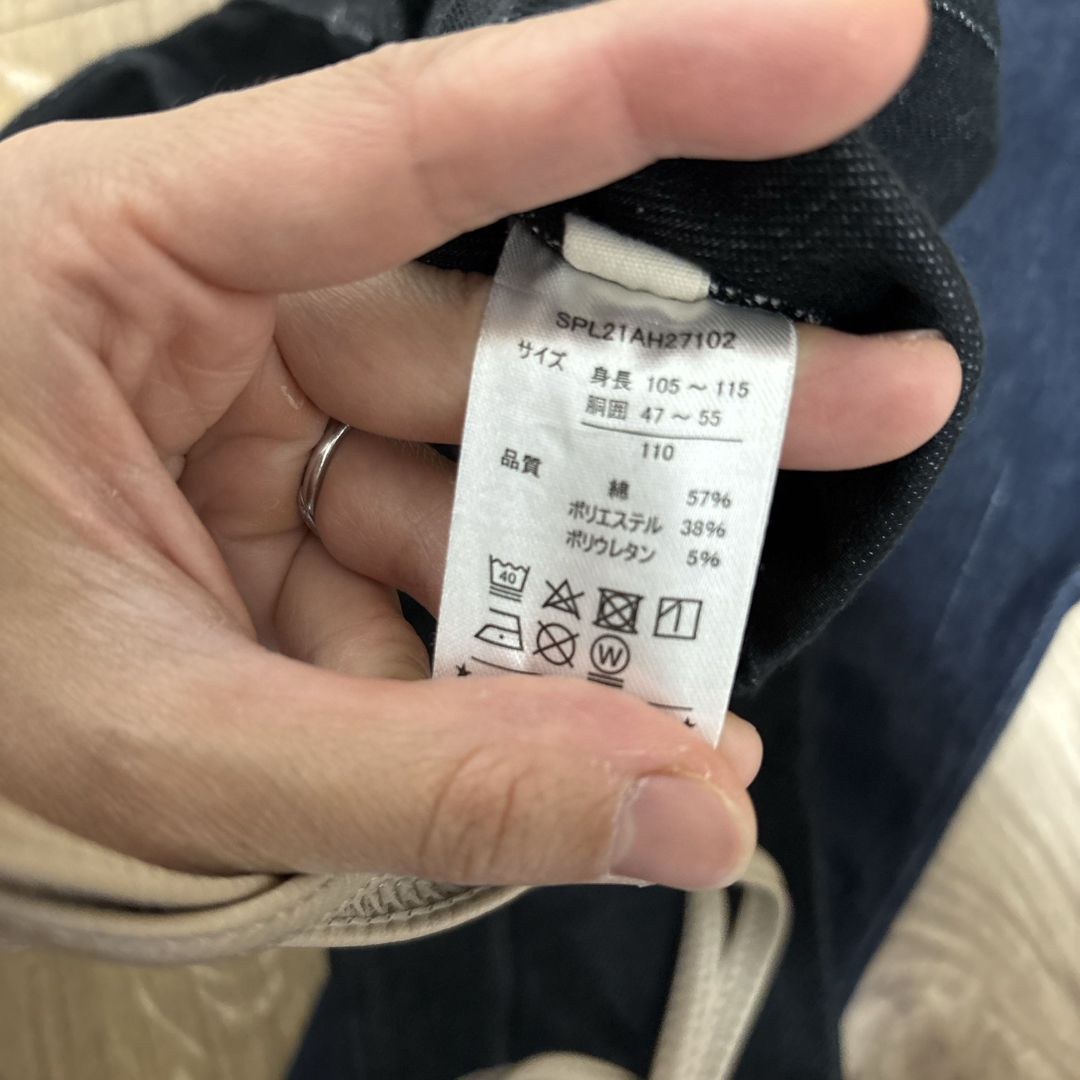 SPL21AH27102
サイズ
身長 105～115
胴囲 47～55
110
品質
綿 57%
ポリエステル 38%
ポリウレタン 5%
40
W